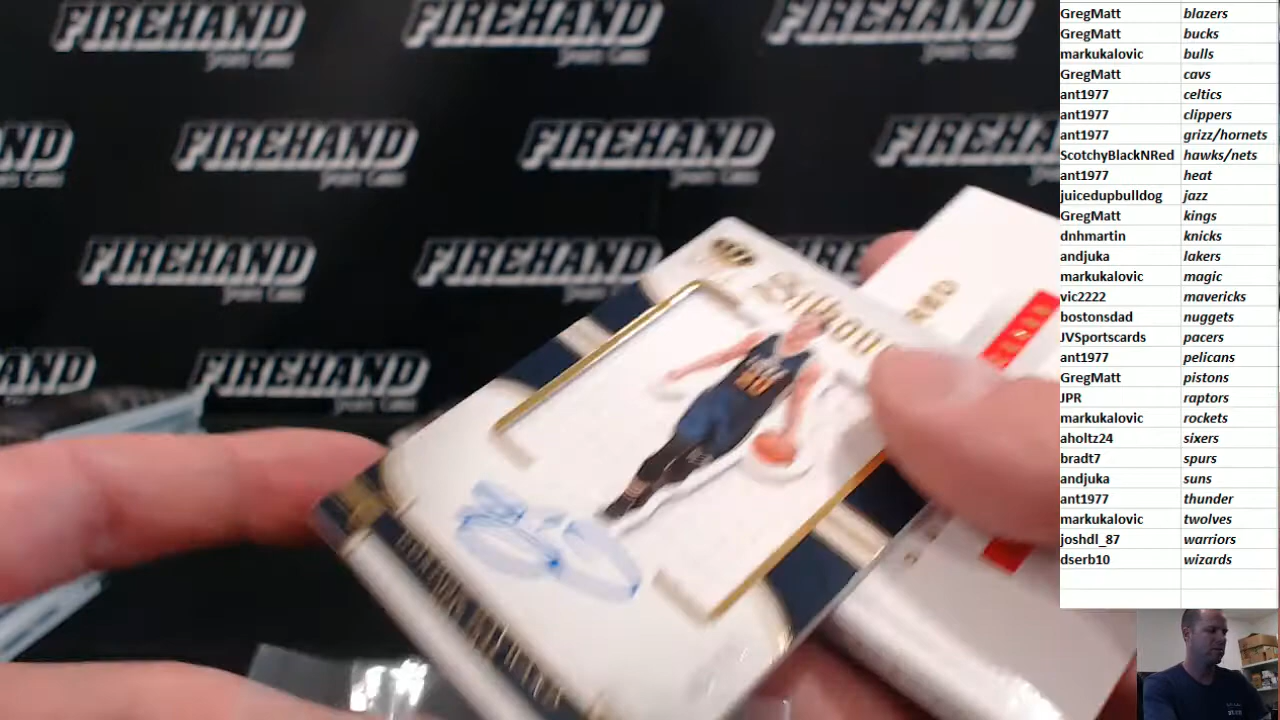 FIREHAND
FIREHAND
FIREHAND
FIREHAND
FIREHAND
FIREHAND
FIREHAND
FIREHAND
GregMatt blazers
GregMatt bucks
markukalovic bulls
GregMatt cavs
ant1977 celtics
ant1977 clippers
ant1977 grizz/hornets
ScotchyBlackNRed hawks/nets
ant1977 heat
juicedupbulldog jazz
GregMatt kings
dnhmartin knicks
andjuka lakers
markukalovic magic
vic2222 mavericks
bostonsdad nuggets
JVSportscards pacers
ant1977 pelicans
GregMatt pistons
JPR raptors
markukalovic rockets
aholtz24 sixers
bradt7 spurs
andjuka suns
ant1977 thunder
markukalovic twolves
joshdl_87 warriors
dserb10 wizards